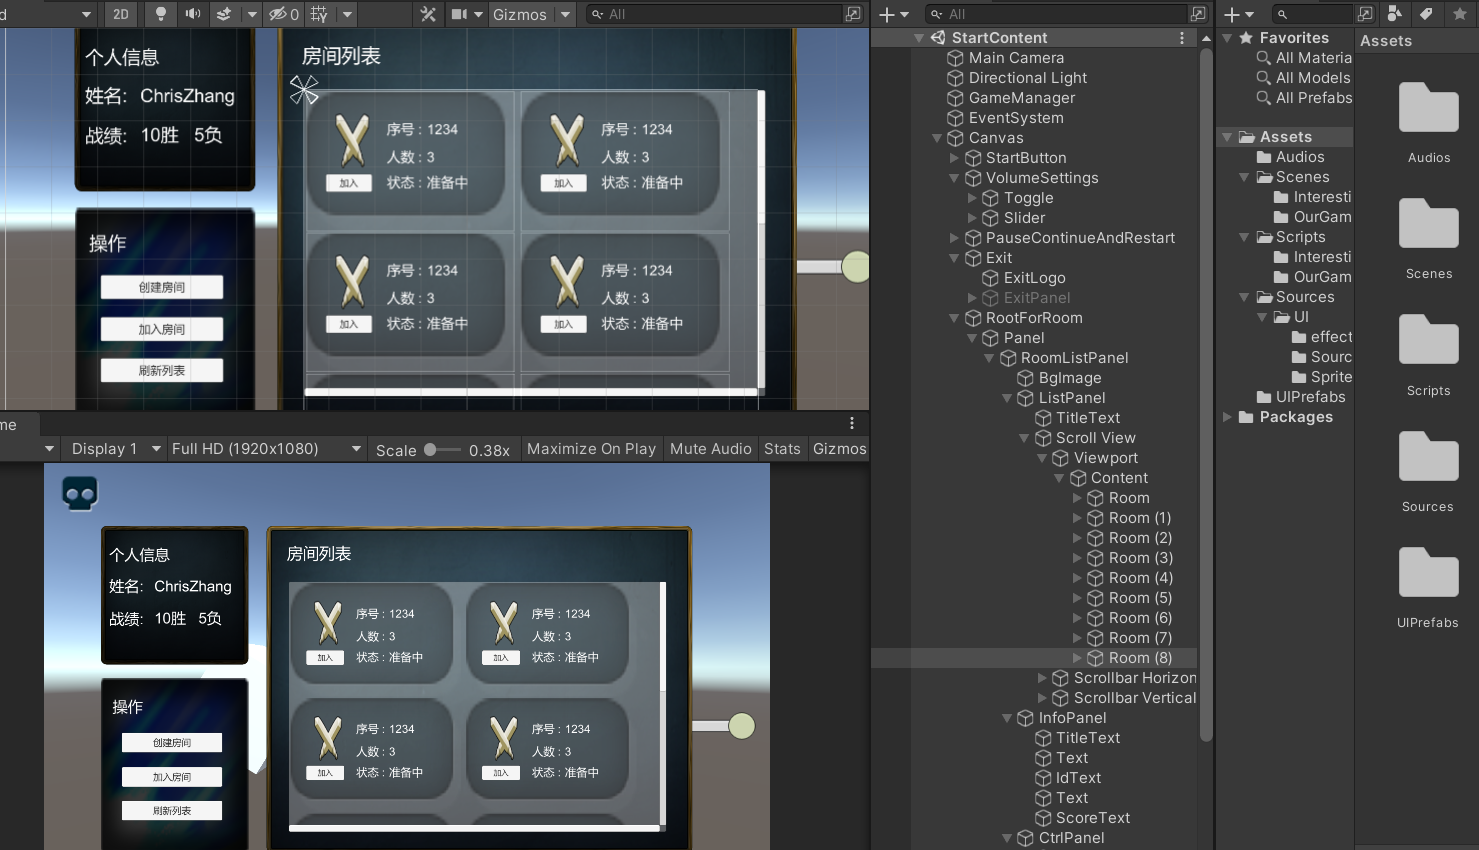 2D
0
Gizmos
All
个人信息
姓名: ChrisZhang
战绩: 10胜 5负
操作
创建房间
加入房间
刷新列表
房间列表
序号 : 1234
人数 : 3
加入
状态 : 准备中
序号 : 1234
人数 : 3
加入
状态 : 准备中
序号 : 1234
人数 : 3
加入
状态 : 准备中
序号 : 1234
人数 : 3
加入
状态 : 准备中
me
Display 1
Full HD (1920x1080)
Scale
0.38x
Maximize On Play
Mute Audio
Stats
Gizmos
个人信息
姓名: ChrisZhang
战绩: 10胜 5负
操作
创建房间
加入房间
刷新列表
房间列表
序号 : 1234
人数 : 3
加入
状态 : 准备中
序号 : 1234
人数 : 3
加入
状态 : 准备中
序号 : 1234
人数 : 3
加入
状态 : 准备中
序号 : 1234
人数 : 3
加入
状态 : 准备中
All
StartContent
Main Camera
Directional Light
GameManager
EventSystem
Canvas
StartButton
VolumeSettings
Toggle
Slider
PauseContinueAndRestart
Exit
ExitLogo
ExitPanel
RootForRoom
Panel
RoomListPanel
BgImage
ListPanel
TitleText
Scroll View
Viewport
Content
Room
Room (1)
Room (2)
Room (3)
Room (4)
Room (5)
Room (6)
Room (7)
Room (8)
Scrollbar Horizon
Scrollbar Vertical
InfoPanel
TitleText
Text
IdText
Text
ScoreText
CtrlPanel
Favorites
All Materia
All Models
All Prefabs
Assets
Audios
Scenes
Interesti
OurGam
Scripts
Interesti
OurGam
Sources
UI
effect
Sourc
Sprite
UIPrefabs
Packages
Assets
Audios
Scenes
Scripts
Sources
UIPrefabs